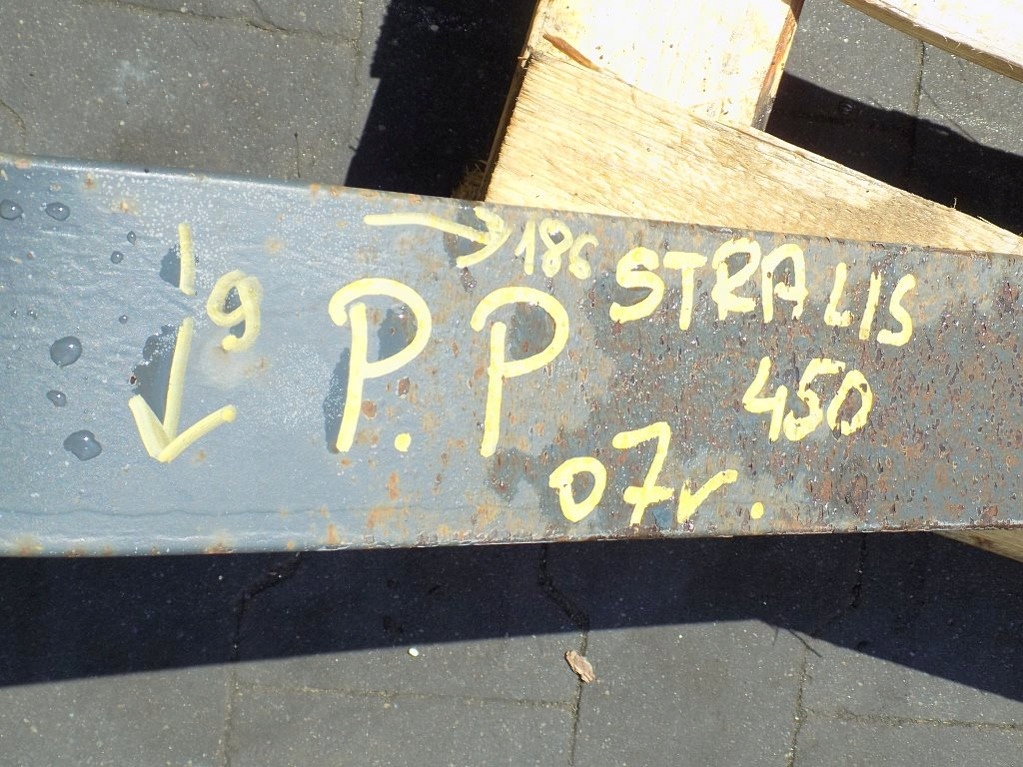 → 186 STRALIS
9
P.P
450
07r.